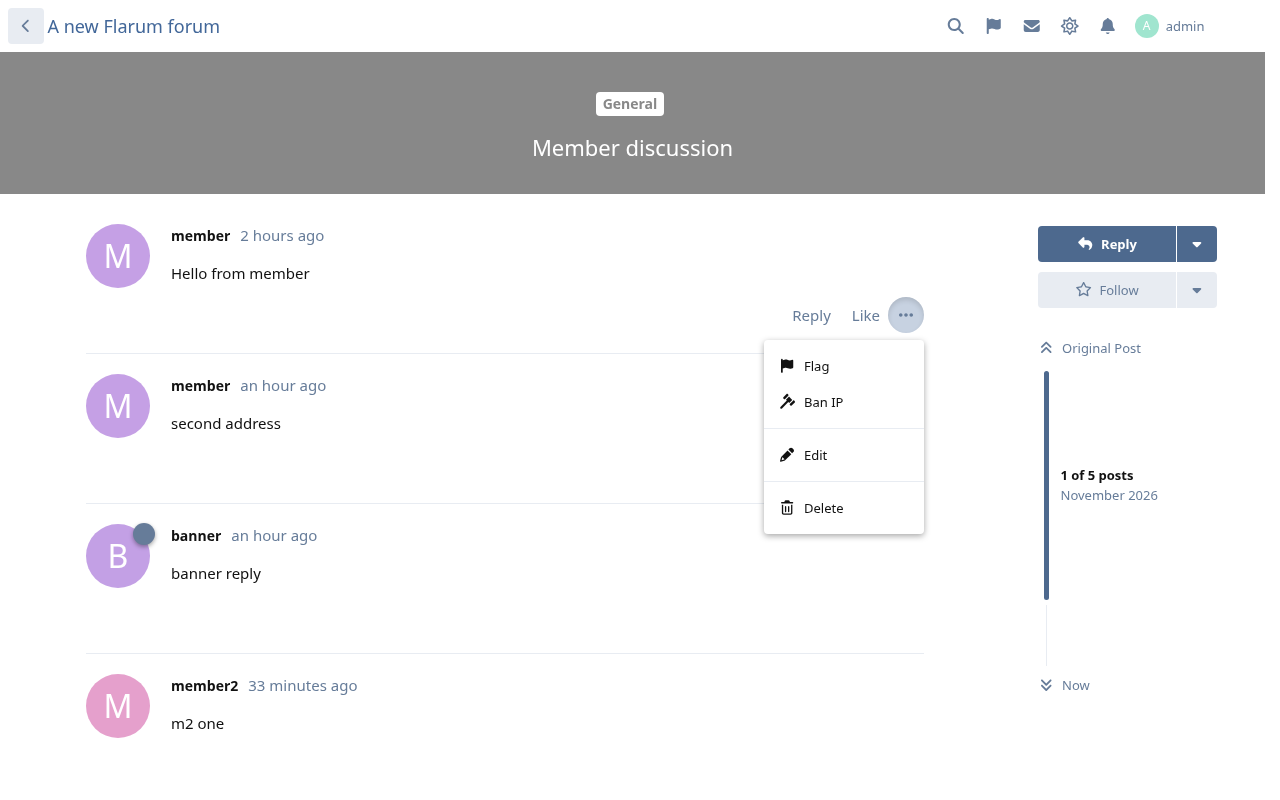 A new Flarum forum
A admin
General
Member discussion
M
member 2 hours ago
Hello from member
Reply Like
Flag
Ban IP
Edit
Delete
M
member an hour ago
second address
B
banner an hour ago
banner reply
M
member2 33 minutes ago
m2 one
Reply
Follow
Original Post
1 of 5 posts
November 2026
Now